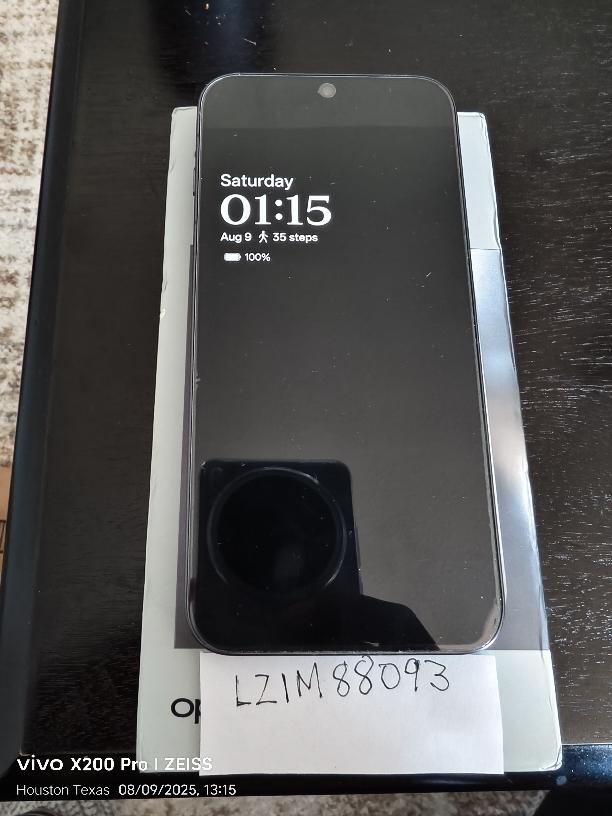 Saturday
01:15
Aug 9 35 steps
100%
LZ1M88093
vivo X200 Pro | ZEISS
Houston Texas 08/09/2025, 13:15